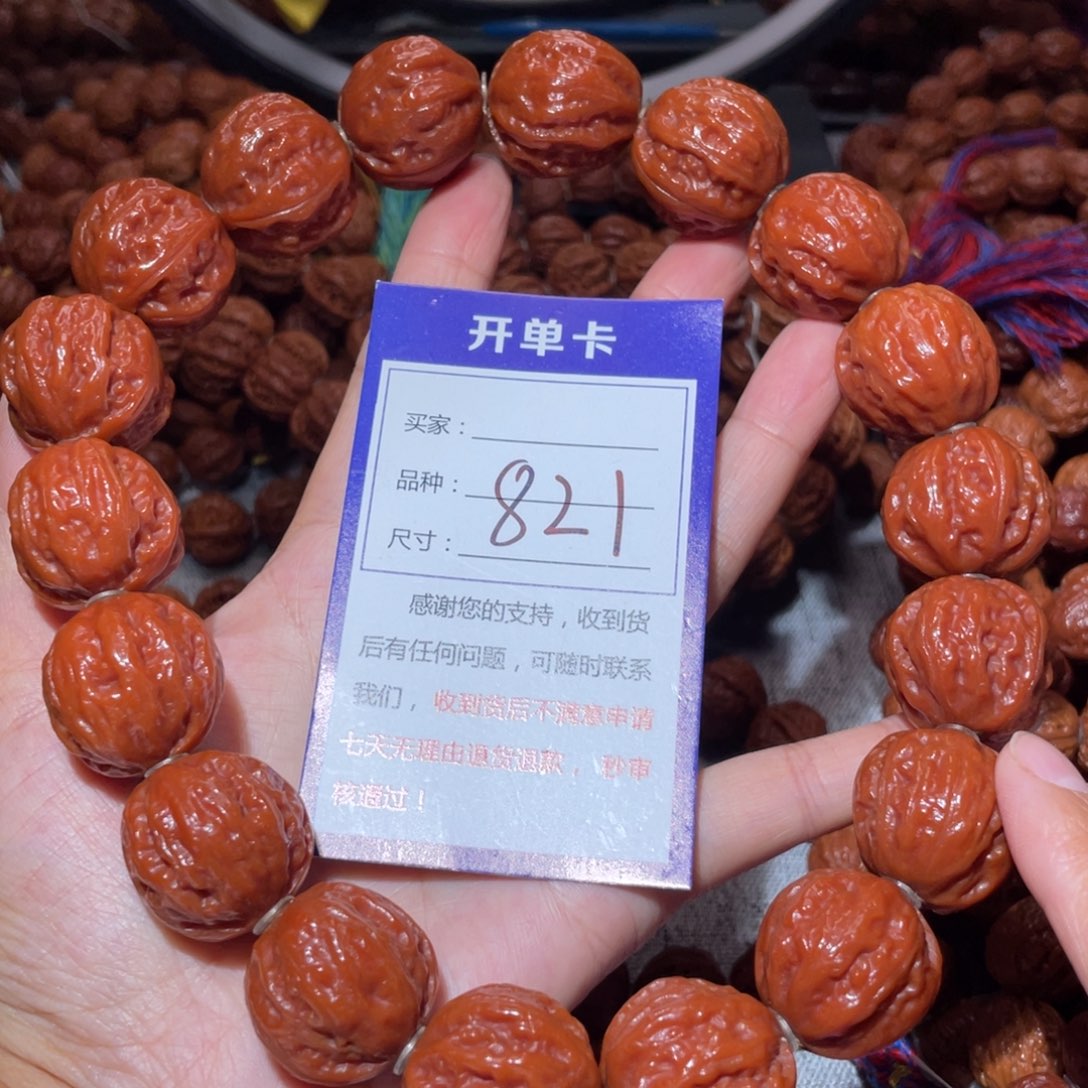 开单卡
买家：
品种：
821
尺寸：
感谢您的支持，收到货
后有任何问题，可随时联系
我们，收到货后不满意申请
七天无理由退货退款，秒审
核通过！